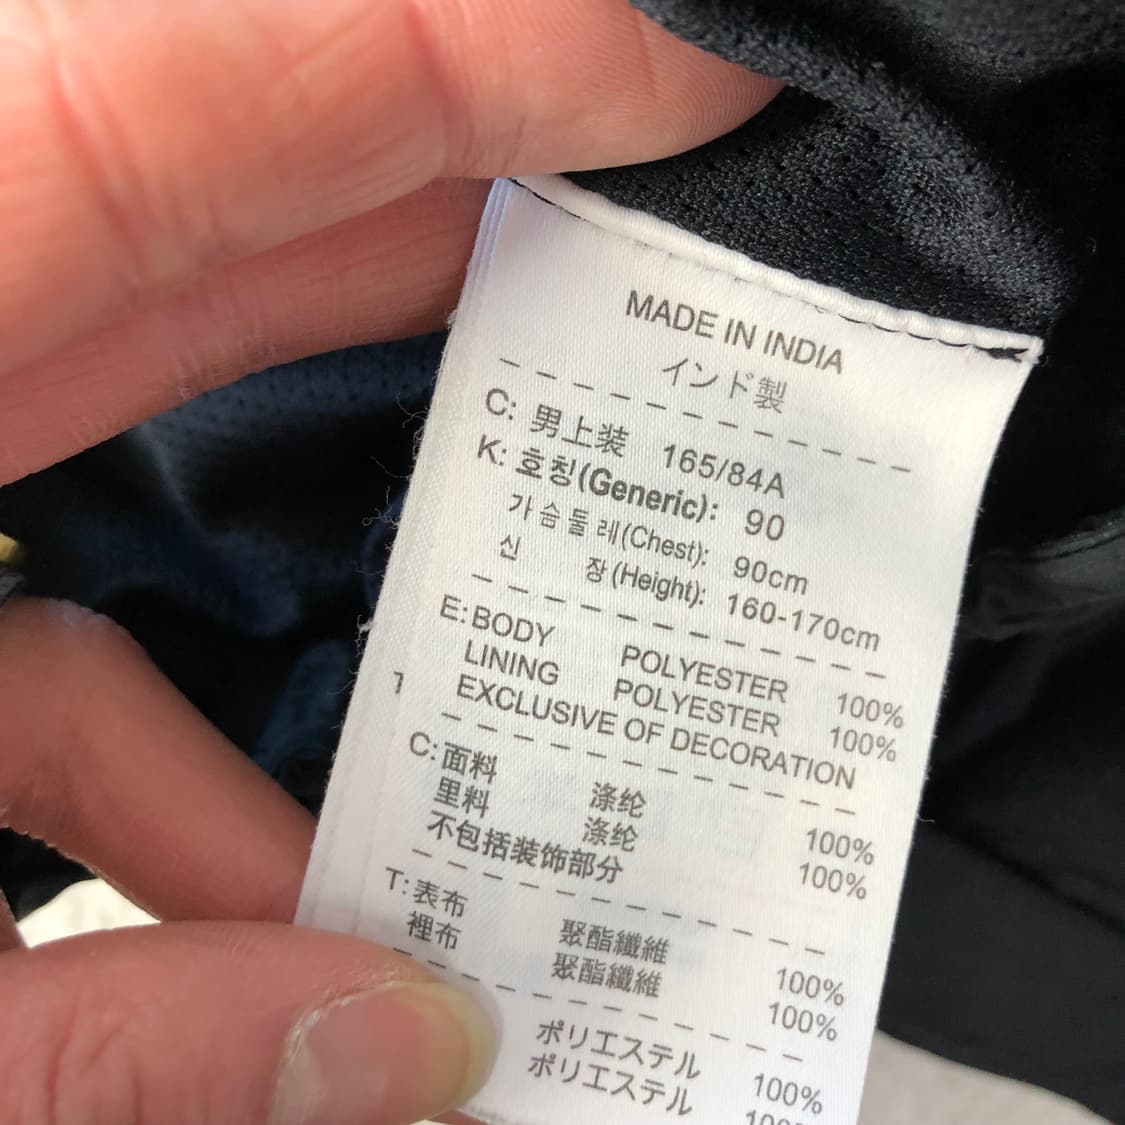 MADE IN INDIA
インド製
C: 男上装 165/84A
K: 호칭(Generic): 90
가슴둘레(Chest): 90cm
신 장(Height): 160-170cm
E: BODY POLYESTER 100%
LINING POLYESTER 100%
EXCLUSIVE OF DECORATION
C: 面料 涤纶 100%
里料 涤纶 100%
不包括装饰部分
T: 表布 聚酯纖維 100%
裡布 聚酯纖維 100%
ポリエステル 100%
ポリエステル